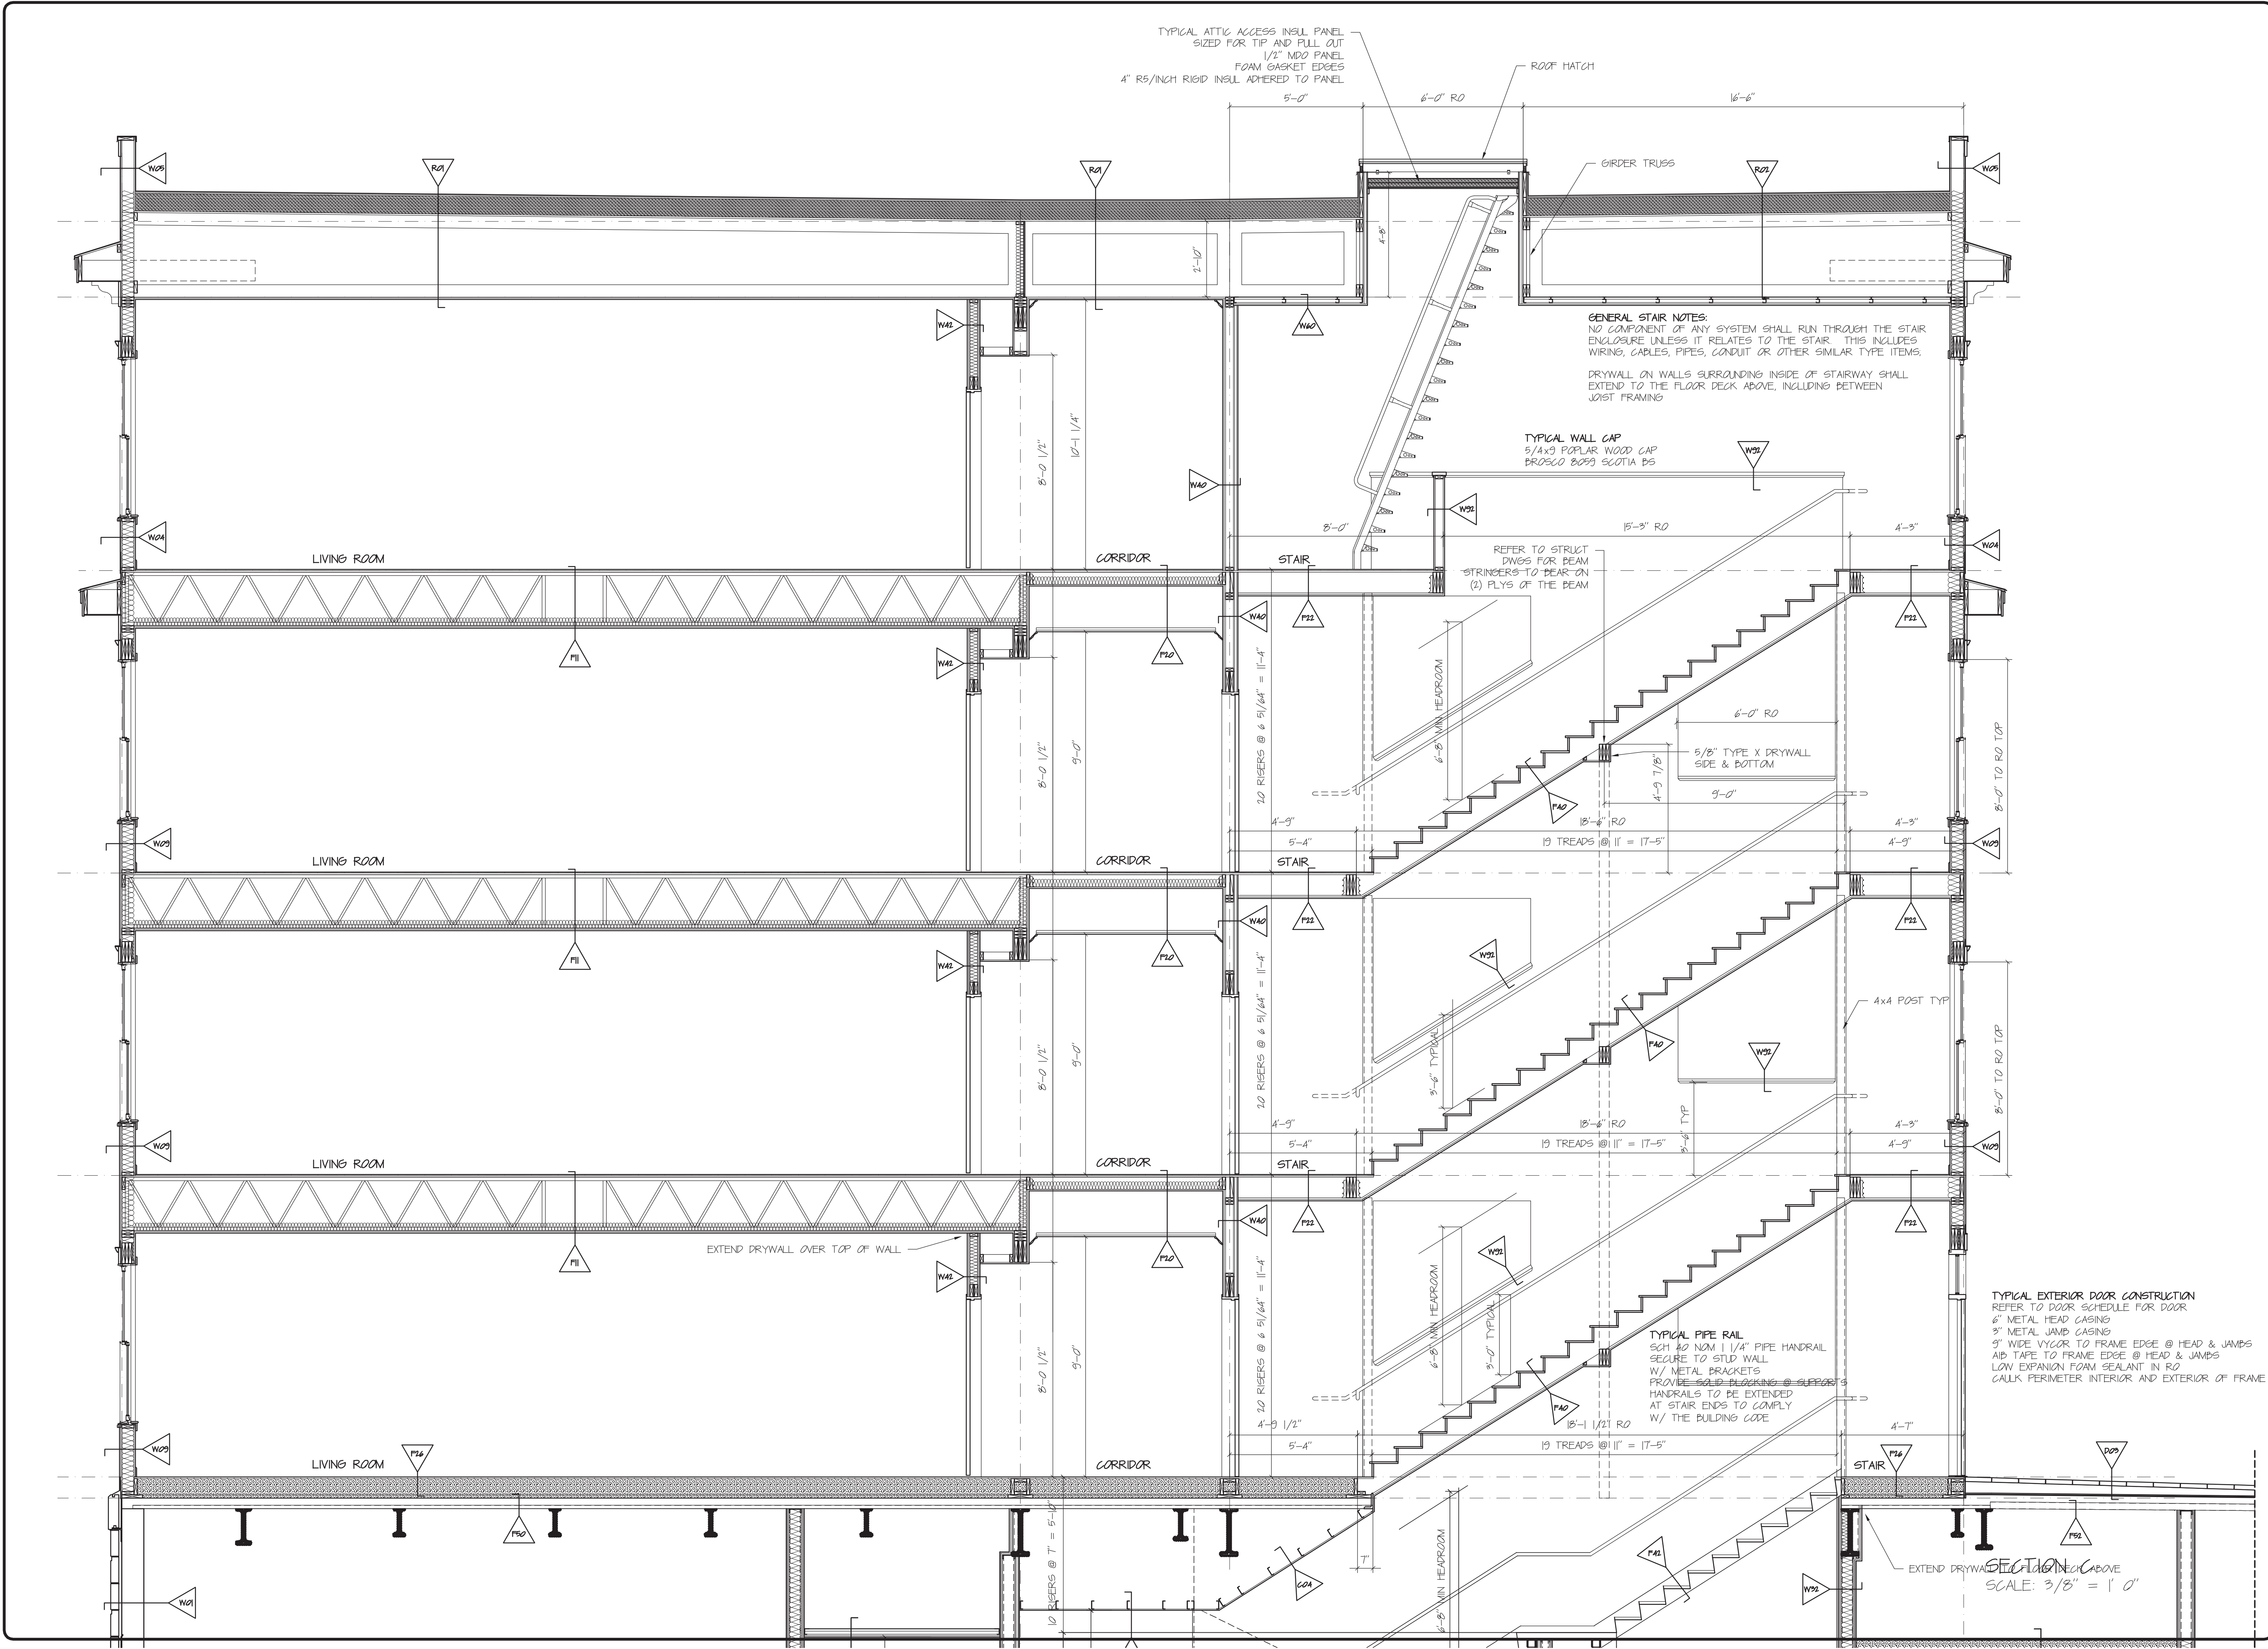 TYPICAL ATTIC ACCESS INSUL PANEL
SIZED FOR TIP AND PULL OUT
1/2" MDO PANEL
FOAM GASKET EDGES
4" R5/INCH RIGID INSUL ADHERED TO PANEL
ROOF HATCH
5'-0"
6'-0" RO
16'-6"
W05
R01
R01
GIRDER TRUSS
R02
W05
2'-10"
4'-8"
W42
W60
GENERAL STAIR NOTES:
NO COMPONENT OF ANY SYSTEM SHALL RUN THROUGH THE STAIR
ENCLOSURE UNLESS IT RELATES TO THE STAIR. THIS INCLUDES
WIRING, CABLES, PIPES, CONDUIT OR OTHER SIMILAR TYPE ITEMS.
DRYWALL ON WALLS SURROUNDING INSIDE OF STAIRWAY SHALL
EXTEND TO THE FLOOR DECK ABOVE, INCLUDING BETWEEN
JOIST FRAMING
TYPICAL WALL CAP
5/4x9 POPLAR WOOD CAP
BROSCO 8059 SCOTIA BS
W92
8'-0 1/2"
10'-1 1/4"
W40
W92
8'-0"
15'-3" RO
4'-3"
W04
W04
LIVING ROOM
CORRIDOR
STAIR
REFER TO STRUCT
DWGS FOR BEAM
STRINGERS TO BEAR ON
(2) PLYS OF THE BEAM
F11
F20
W40
F22
F22
W42
20 RISERS @ 6 51/64" = 11'-4"
6'-8" MIN HEADROOM
6'-0" RO
5/8" TYPE X DRYWALL
SIDE & BOTTOM
4'-9 7/8"
9'-0"
8'-0" TO RO TOP
8'-0 1/2"
9'-0"
F40
4'-9"
18'-6" RO
4'-3"
W09
W09
5'-4"
19 TREADS @ 11" = 17'-5"
4'-9"
LIVING ROOM
CORRIDOR
STAIR
F11
F20
W40
F22
F22
W42
W92
20 RISERS @ 6 51/64" = 11'-4"
3'-6" TYPICAL
4x4 POST TYP
F40
W92
8'-0 1/2"
9'-0"
3'-6" TYP
8'-0" TO RO TOP
4'-9"
18'-6" RO
4'-3"
W09
W09
5'-4"
19 TREADS @ 11" = 17'-5"
4'-9"
LIVING ROOM
CORRIDOR
STAIR
F11
F20
W40
F22
F22
EXTEND DRYWALL OVER TOP OF WALL
W42
W92
20 RISERS @ 6 51/64" = 11'-4"
6'-8" MIN HEADROOM
3'-0" TYPICAL
8'-0 1/2"
9'-0"
F40
TYPICAL PIPE RAIL
SCH 40 NOM 1 1/4" PIPE HANDRAIL
SECURE TO STUD WALL
W/ METAL BRACKETS
PROVIDE SOLID BLOCKING @ SUPPORTS
HANDRAILS TO BE EXTENDED
AT STAIR ENDS TO COMPLY
W/ THE BUILDING CODE
TYPICAL EXTERIOR DOOR CONSTRUCTION
REFER TO DOOR SCHEDULE FOR DOOR
6" METAL HEAD CASING
3" METAL JAMB CASING
9" WIDE VYCOR TO FRAME EDGE @ HEAD & JAMBS
AIB TAPE TO FRAME EDGE @ HEAD & JAMBS
LOW EXPANION FOAM SEALANT IN RO
CAULK PERIMETER INTERIOR AND EXTERIOR OF FRAME
4'-9 1/2"
18'-1 1/2" RO
4'-7"
5'-4"
19 TREADS @ 11" = 17'-5"
W09
F26
LIVING ROOM
CORRIDOR
STAIR
F26
D03
F50
F52
10 RISERS @ 7" = 5'-10"
7"
6'-8" MIN HEADROOM
C04
F42
W32
W01
EXTEND DRYWALL TO FLOOR DECK ABOVE
SECTION C
SCALE: 3/8" = 1' 0"